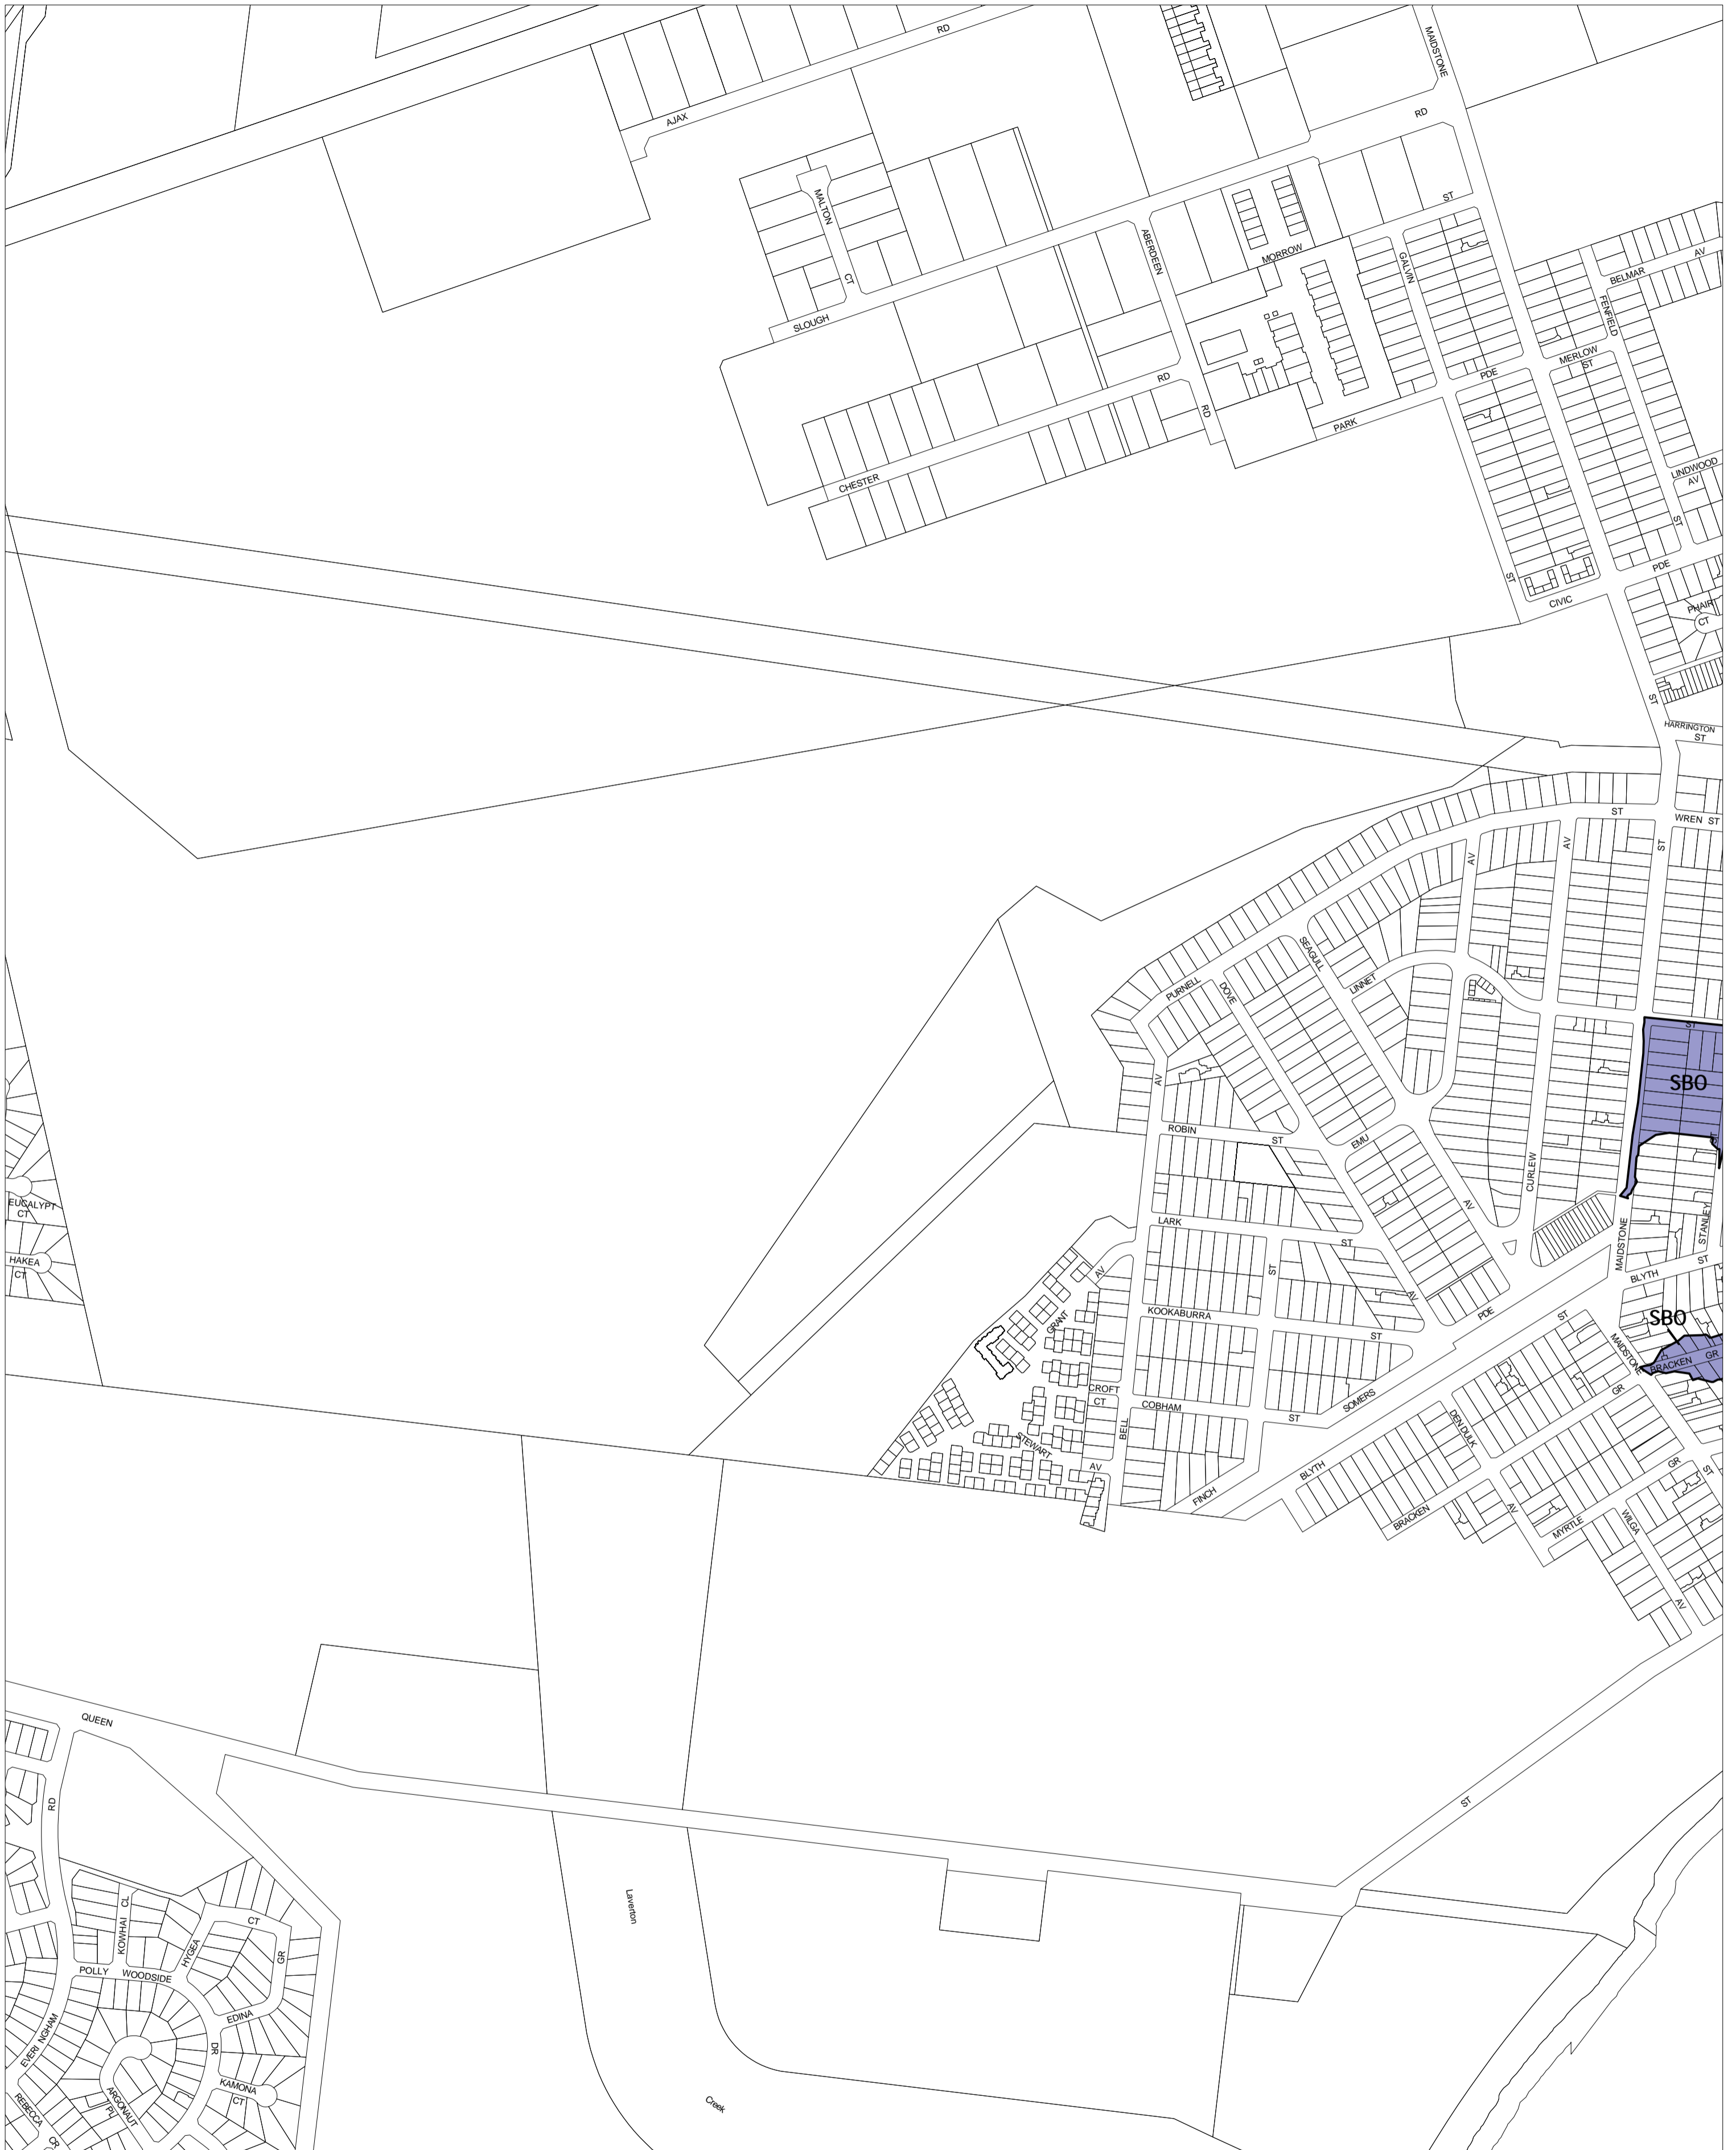 RD
MAIDSTONE
AJAX
RD
MALTON
ST
ABERDEEN
MORROW
GALVIN
AV
BELMAR
CT
FENFIELD
SLOUGH
MERLOW
ST
PDE
RD
RD
PARK
LINDWOOD
AV
CHESTER
ST
PDE
ST
CIVIC
PHAIR
CT
ST
HARRINGTON
ST
ST
WREN ST
AV
AV
ST
SEAGULL
LINNET
PURNELL
DOVE
ST
SBO
AV
ROBIN
ST
EMU
ST
CURLEW
EUCALYPT
CT
AV
STANLEY
LARK
ST
MAIDSTONE
HAKEA
CT
ST
AV
BLYTH
ST
AV
KOOKABURRA
PDE
ST
SBO
GRANT
ST
MAIDSTONE
BRACKEN GR
CROFT
CT
COBHAM
SOMERS
GR
ST
BELL
DEN DULK
STEWART
AV
BLYTH
GR
ST
FINCH
AV
BRACKEN
MYRTLE
WILGA
AV
QUEEN
RD
ST
Laverton
KOWHAI CL
CT
HYGEA
GR
POLLY WOODSIDE
EDINA
EVERINGHAM
DR
KAMONA
CT
ARGONAUT
PL
REBECCA
CR
Creek